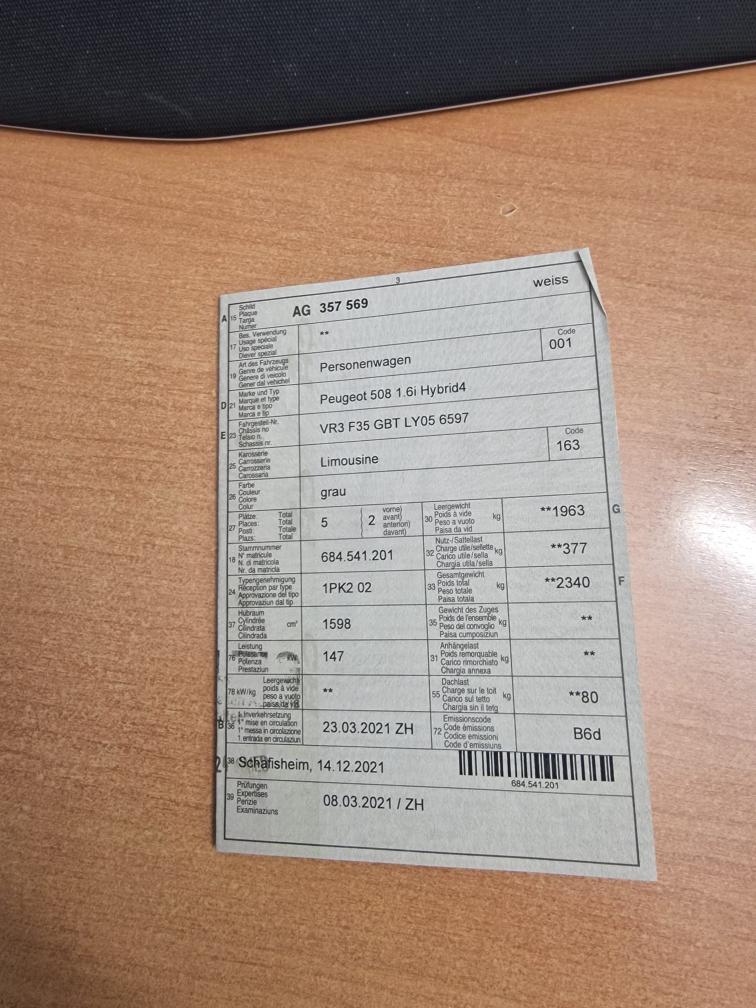 3
A 15 Schild Plaque Targa Numer AG 357 569 weiss
17 Bes. Verwendung Usage spécial Uso speciale Diever spezial **
19 Art des Fahrzeugs Genre de véhicule Genere di veicolo Gener dal vehichel Personenwagen Code 001
D 21 Marke und Typ Marque et type Marca e tipo Marca e tip Peugeot 508 1.6i Hybrid4
E 23 Fahrgestell-Nr. Châssis no Telaio n. Schassis nr. VR3 F35 GBT LY05 6597
25 Karosserie Carrosserie Carrozzeria Carossaria Limousine Code 163
26 Farbe Couleur Colore Colur grau
27 Plätze: Total Places: Total Posti: Totale Plazs: Total 5 2 vorne) avant) anteriori) davant) 30 Leergewicht Poids à vide Peso a vuoto Paisa da vid kg **1963 G
18 Stammnummer N° matricule N. di matricola Nr. da matricla 684.541.201 32 Nutz-/Sattellast Charge utile/sellette Carico utile/sella Chargia utila/sella kg **377
24 Typengenehmigung Réception par type Approvazione del tipo Approvaziun dal tip 1PK2 02 33 Gesamtgewicht Poids total Peso totale Paisa totala kg **2340 F
37 Hubraum Cylindrée Cilindrata Cilindrada cm³ 1598 35 Gewicht des Zuges Poids de l'ensemble Peso del convoglio Paisa cumposiziun kg **
76 Leistung Puissance Potenza Prestaziun kW 147 31 Anhängelast Poids remorquable Carico rimorchiato Chargia annexa kg **
78 kW/kg Leergewicht poids à vide peso a vuoto paisa da vid ** 55 Dachlast Charge sur le toit Carico sul tetto Chargia sin il tetg kg **80
B 36 1. Inverkehrsetzung 1re mise en circulation 1a messa in circolazione 1. entrada en circulaziun 23.03.2021 ZH 72 Emissionscode Code émissions Codice emissioni Code d'emissiuns B6d
38 Schafisheim, 14.12.2021 684.541.201
39 Prüfungen Expertises Perizie Examinaziuns 08.03.2021 / ZH